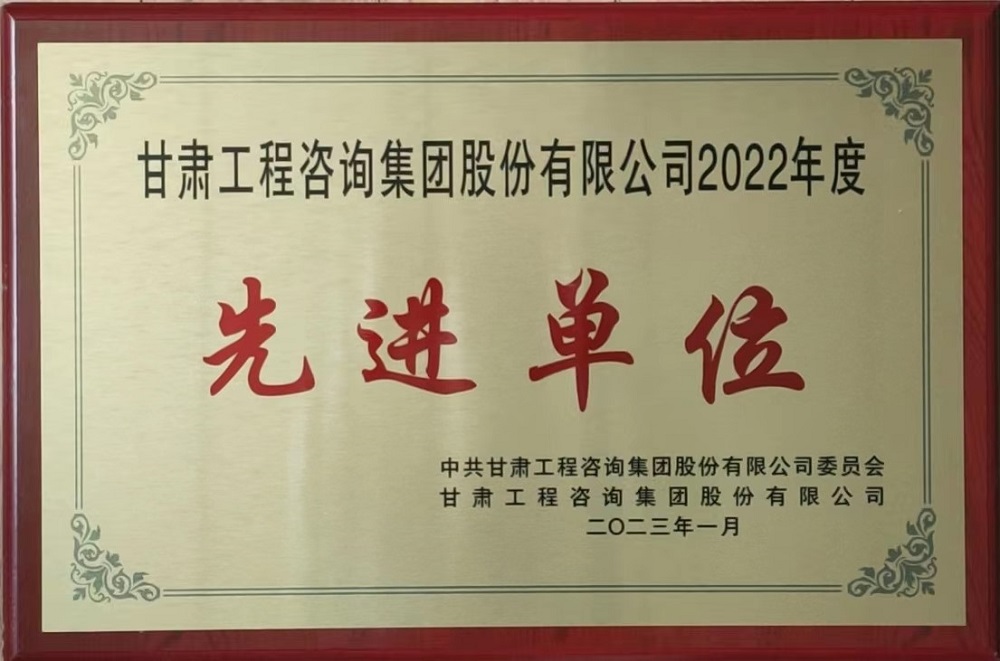 甘肃工程咨询集团股份有限公司2022年度
先进单位
中共甘肃工程咨询集团股份有限公司委员会
甘肃工程咨询集团股份有限公司
二〇二三年一月